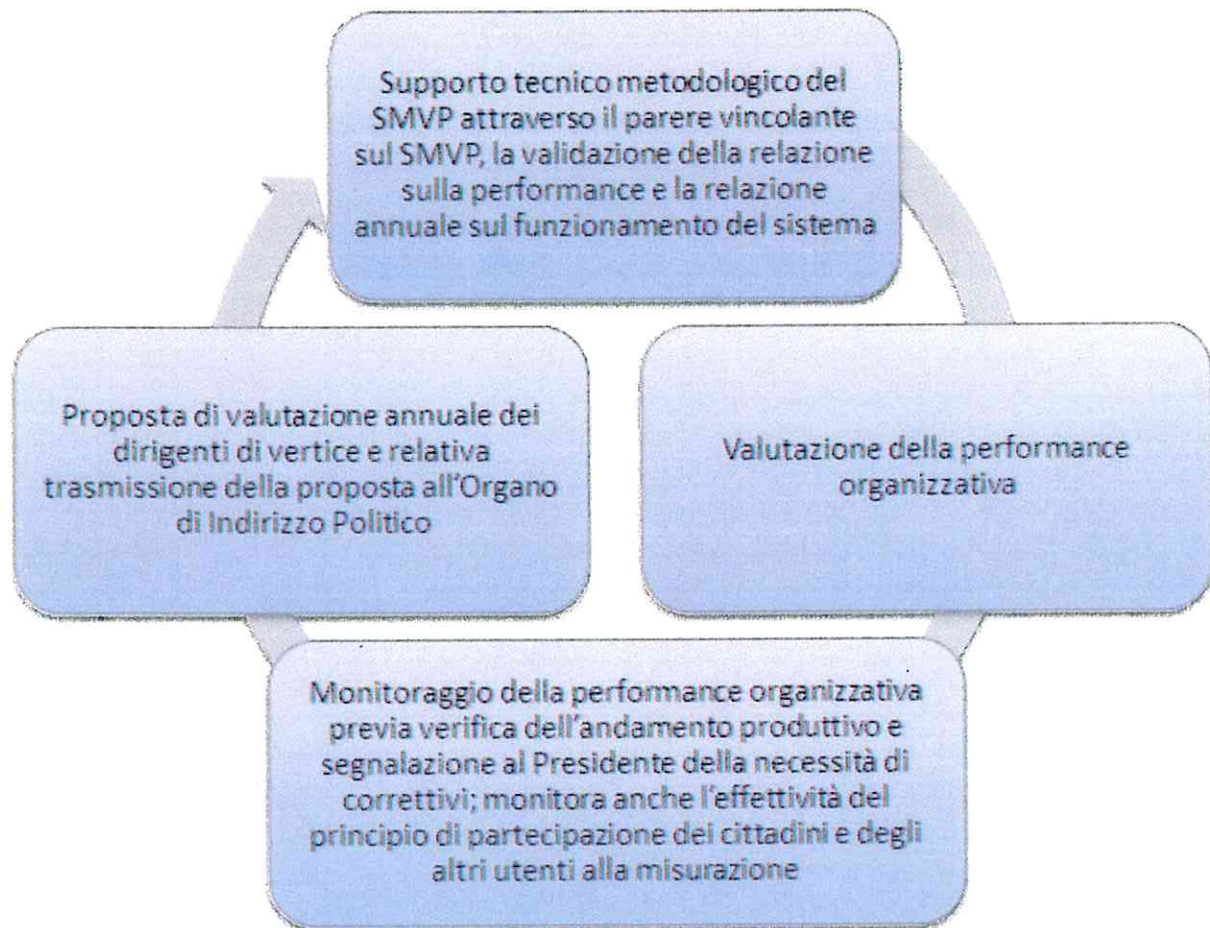 Supporto tecnico metodologico del
SMVP attraverso il parere vincolante
sul SMVP, la validazione della relazione
sulla performance e la relazione
annuale sul funzionamento del sistema
Proposta di valutazione annuale dei
dirigenti di vertice e relativa
trasmissione della proposta all'Organo
di Indirizzo Politico
Valutazione della performance
organizzativa
Monitoraggio della performance organizzativa
previa verifica dell'andamento produttivo e
segnalazione al Presidente della necessità di
correttivi; monitora anche l'effettività del
principio di partecipazione dei cittadini e degli
altri utenti alla misurazione